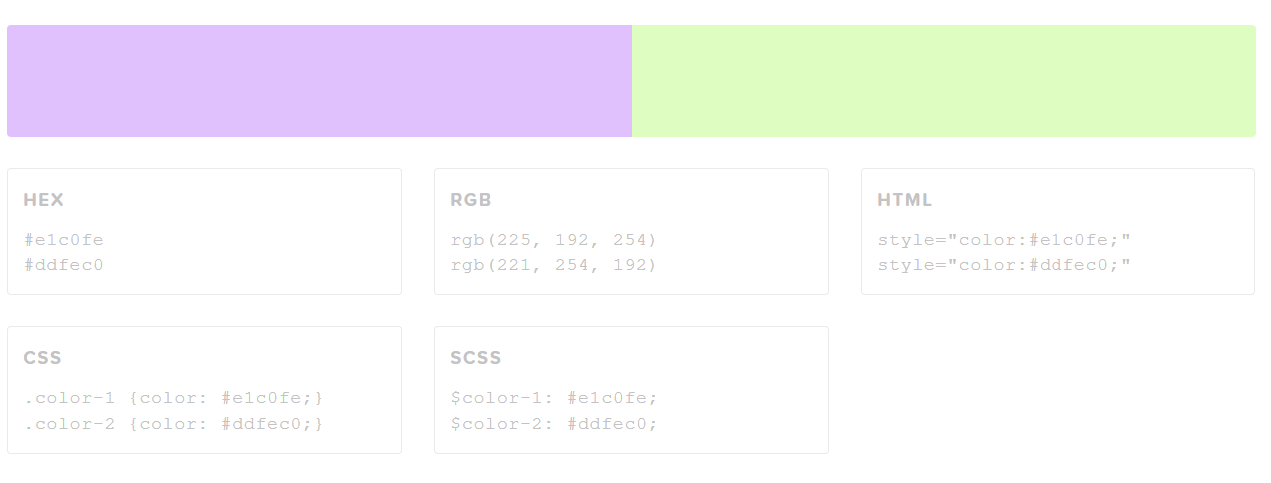 HEX
#e1c0fe
#ddfec0
RGB
rgb(225, 192, 254)
rgb(221, 254, 192)
HTML
style="color:#e1c0fe;"
style="color:#ddfec0;"
CSS
.color-1 {color: #e1c0fe;}
.color-2 {color: #ddfec0;}
SCSS
$color-1: #e1c0fe;
$color-2: #ddfec0;